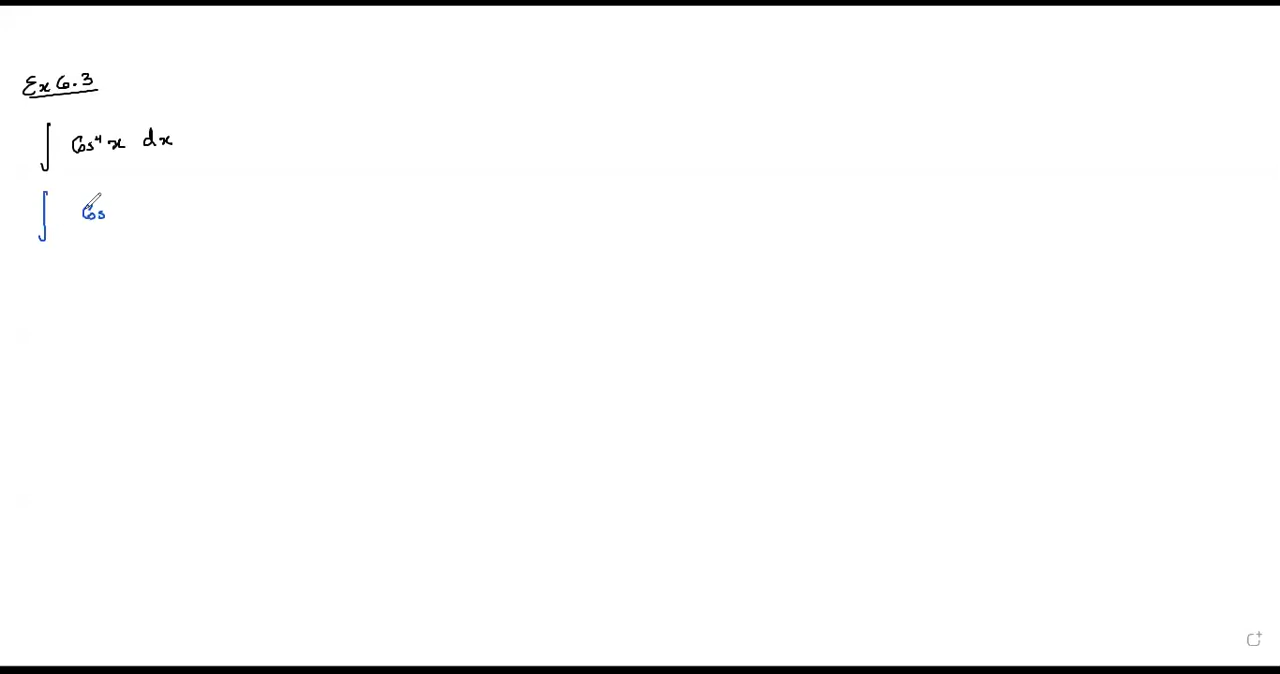 Ex 6.3
∫ Cos⁴x dx
∫ Cos